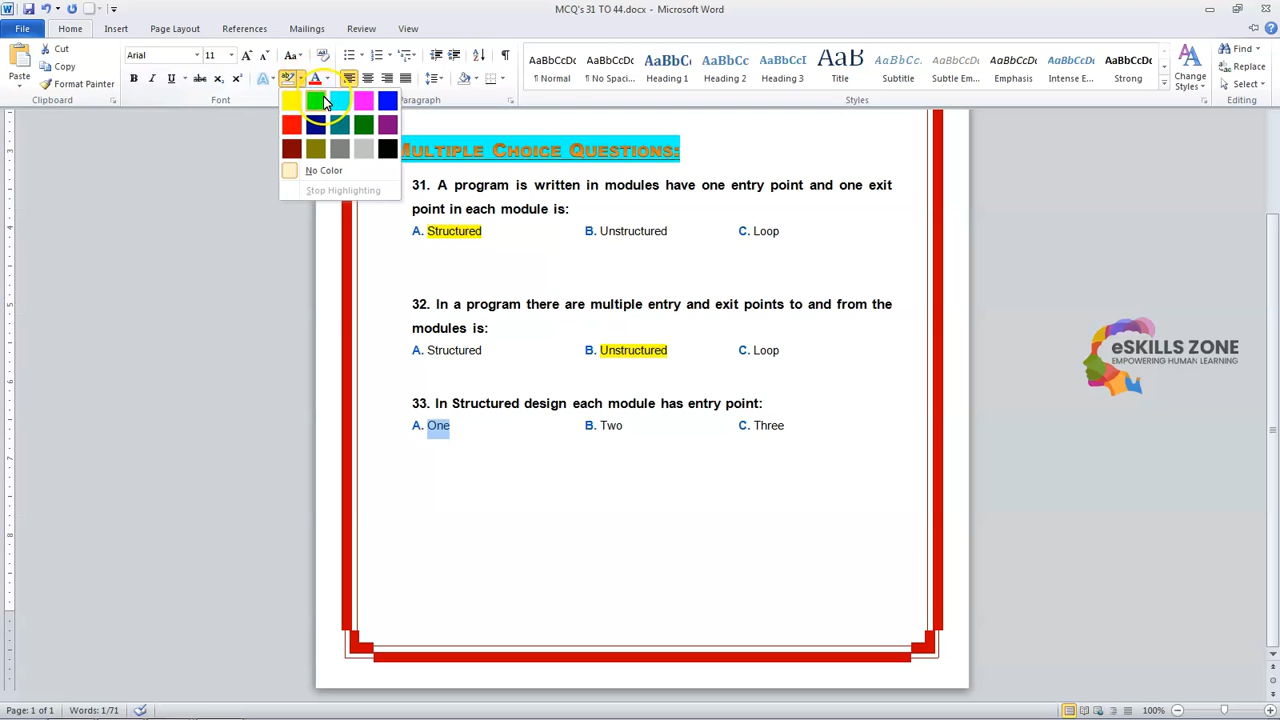 MCQ's 31 TO 44.docx - Microsoft Word
File Home Insert Page Layout References Mailings Review View
Paste
Cut
Copy
Format Painter
Clipboard
Arial 11
Font
Paragraph
AaBbCcDc AaBbCcDc AaBbCc AaBbCc AaB AaBbCc. AaBbCcDc AaBbCcDc AaBbCcDc
¶ Normal ¶ No Spaci... Heading 1 Heading 2 Title Subtitle Subtle Em... Intense E... Strong
Styles
Change
Styles
Find
Replace
Select
Editing
No Color
Stop Highlighting
Multiple Choice Questions:
31. A program is written in modules have one entry point and one exit
point in each module is:
A. Structured B. Unstructured C. Loop
32. In a program there are multiple entry and exit points to and from the
modules is:
A. Structured B. Unstructured C. Loop
33. In Structured design each module has entry point:
A. One B. Two C. Three
eSKILLS ZONE
EMPOWERING HUMAN LEARNING
Page: 1 of 1 Words: 1/71 100%